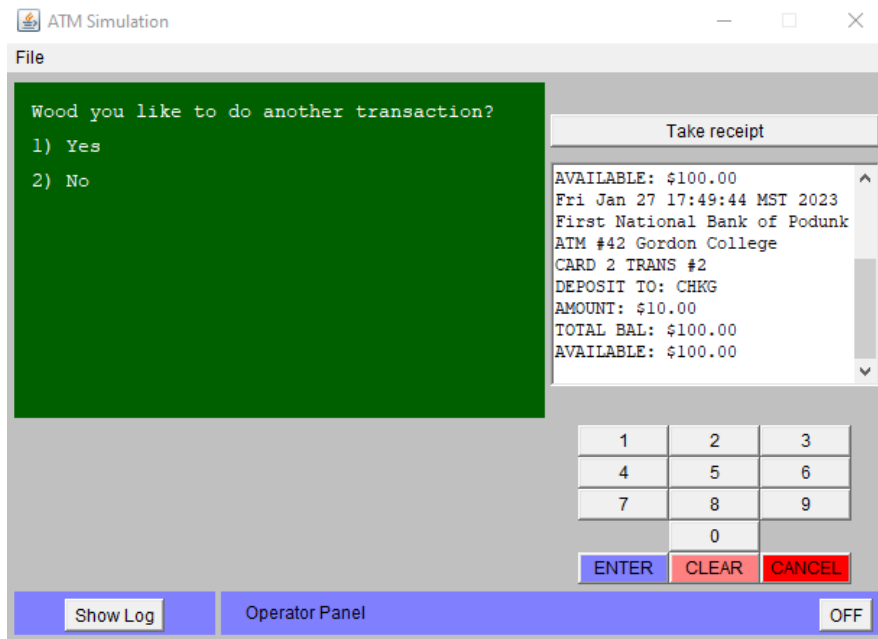 ATM Simulation
File
Wood you like to do another transaction?
1) Yes
2) No
Take receipt
AVAILABLE: $100.00
Fri Jan 27 17:49:44 MST 2023
First National Bank of Podunk
ATM #42 Gordon College
CARD 2 TRANS #2
DEPOSIT TO: CHKG
AMOUNT: $10.00
TOTAL BAL: $100.00
AVAILABLE: $100.00
1 2 3
4 5 6
7 8 9
0
ENTER CLEAR CANCEL
Show Log Operator Panel OFF